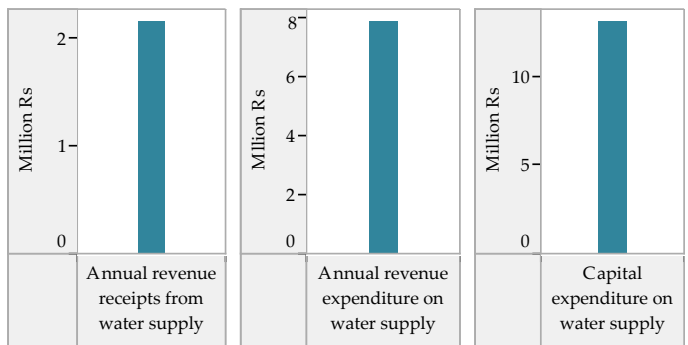 2
1
0
Million Rs
Annual revenue
receipts from
water supply
8
6
4
2
0
Mllion Rs
Annual revenue
expenditure on
water supply
10
5
0
Million Rs
Capital
expenditure on
water supply